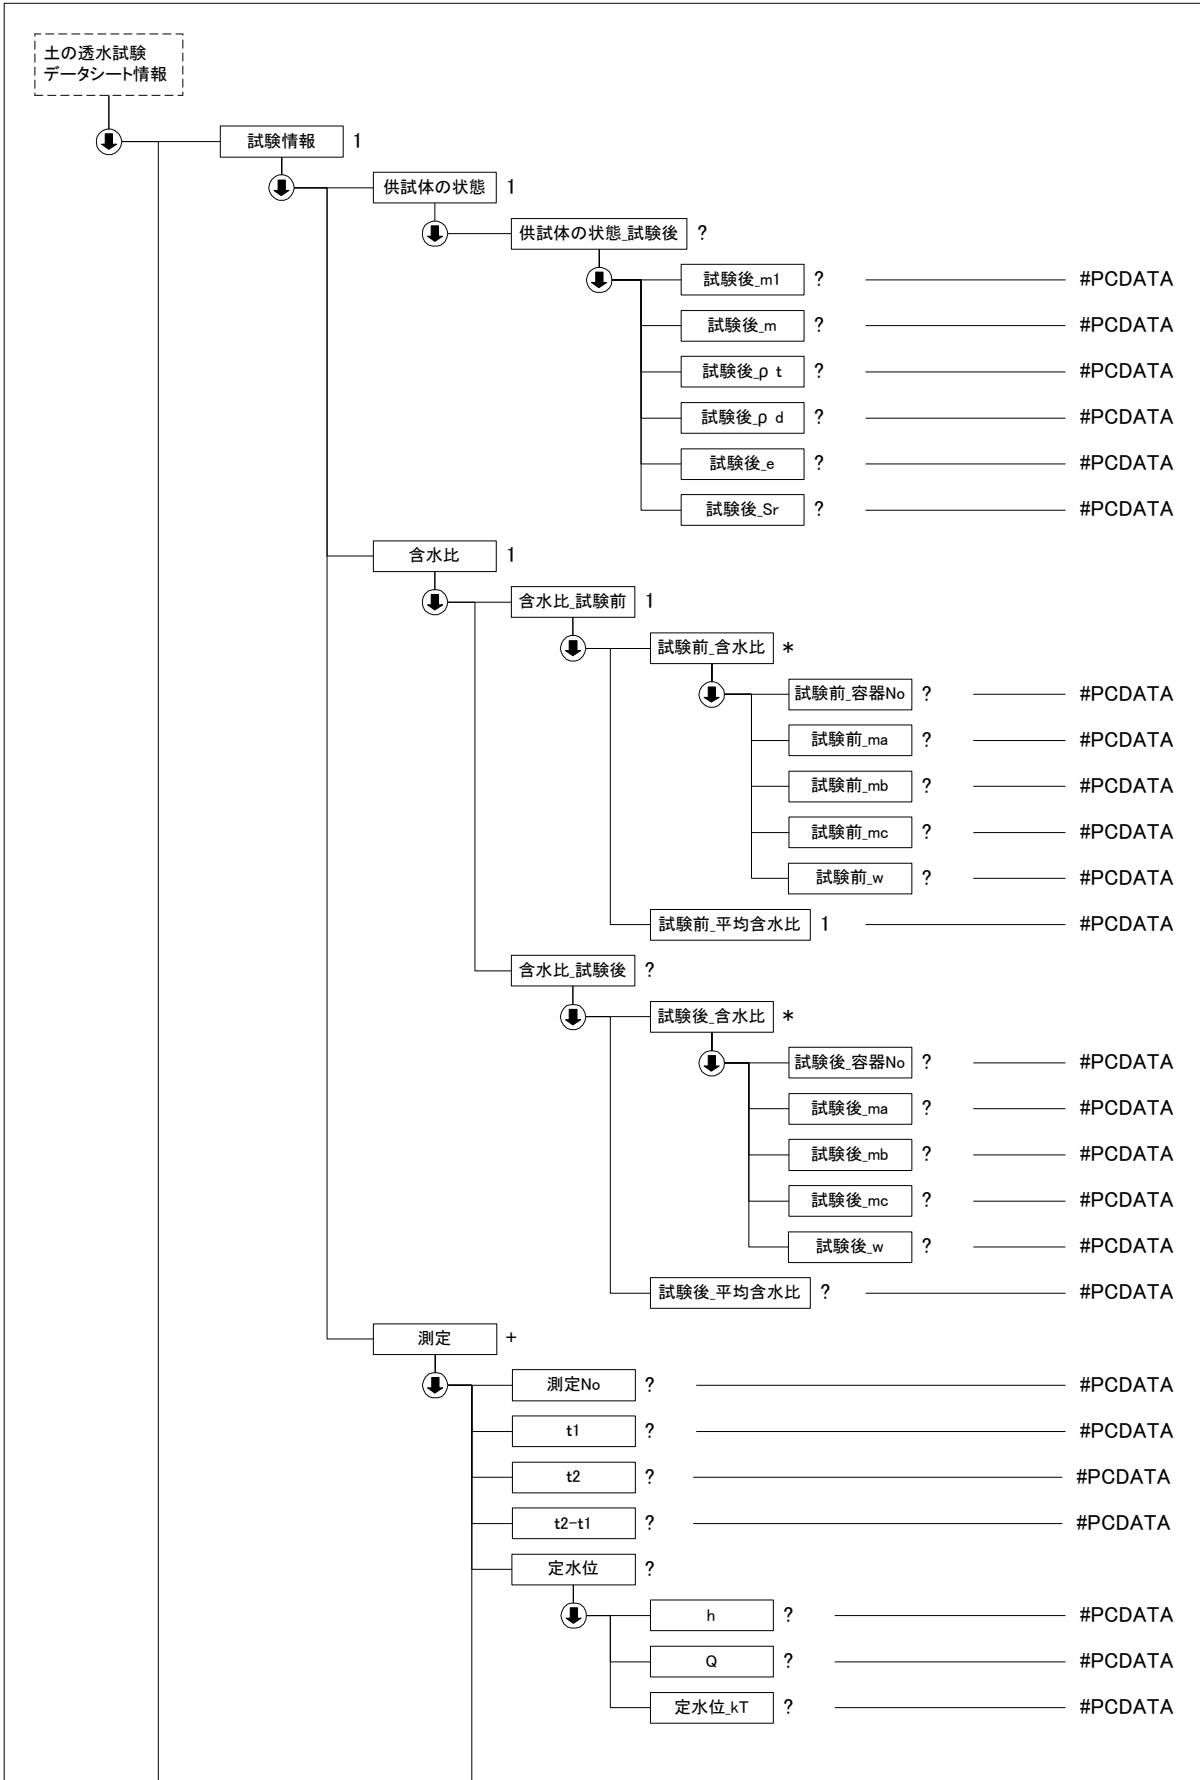 土の透水試験
データシート情報
試験情報 1
供試体の状態 1
供試体の状態_試験後 ?
試験後_m1 ? #PCDATA
試験後_m ? #PCDATA
試験後_ρt ? #PCDATA
試験後_ρd ? #PCDATA
試験後_e ? #PCDATA
試験後_Sr ? #PCDATA
含水比 1
含水比_試験前 1
試験前_含水比 *
試験前_容器No ? #PCDATA
試験前_ma ? #PCDATA
試験前_mb ? #PCDATA
試験前_mc ? #PCDATA
試験前_w ? #PCDATA
試験前_平均含水比 1 #PCDATA
含水比_試験後 ?
試験後_含水比 *
試験後_容器No ? #PCDATA
試験後_ma ? #PCDATA
試験後_mb ? #PCDATA
試験後_mc ? #PCDATA
試験後_w ? #PCDATA
試験後_平均含水比 ? #PCDATA
測定 +
測定No ? #PCDATA
t1 ? #PCDATA
t2 ? #PCDATA
t2-t1 ? #PCDATA
定水位 ?
h ? #PCDATA
Q ? #PCDATA
定水位_kT ? #PCDATA